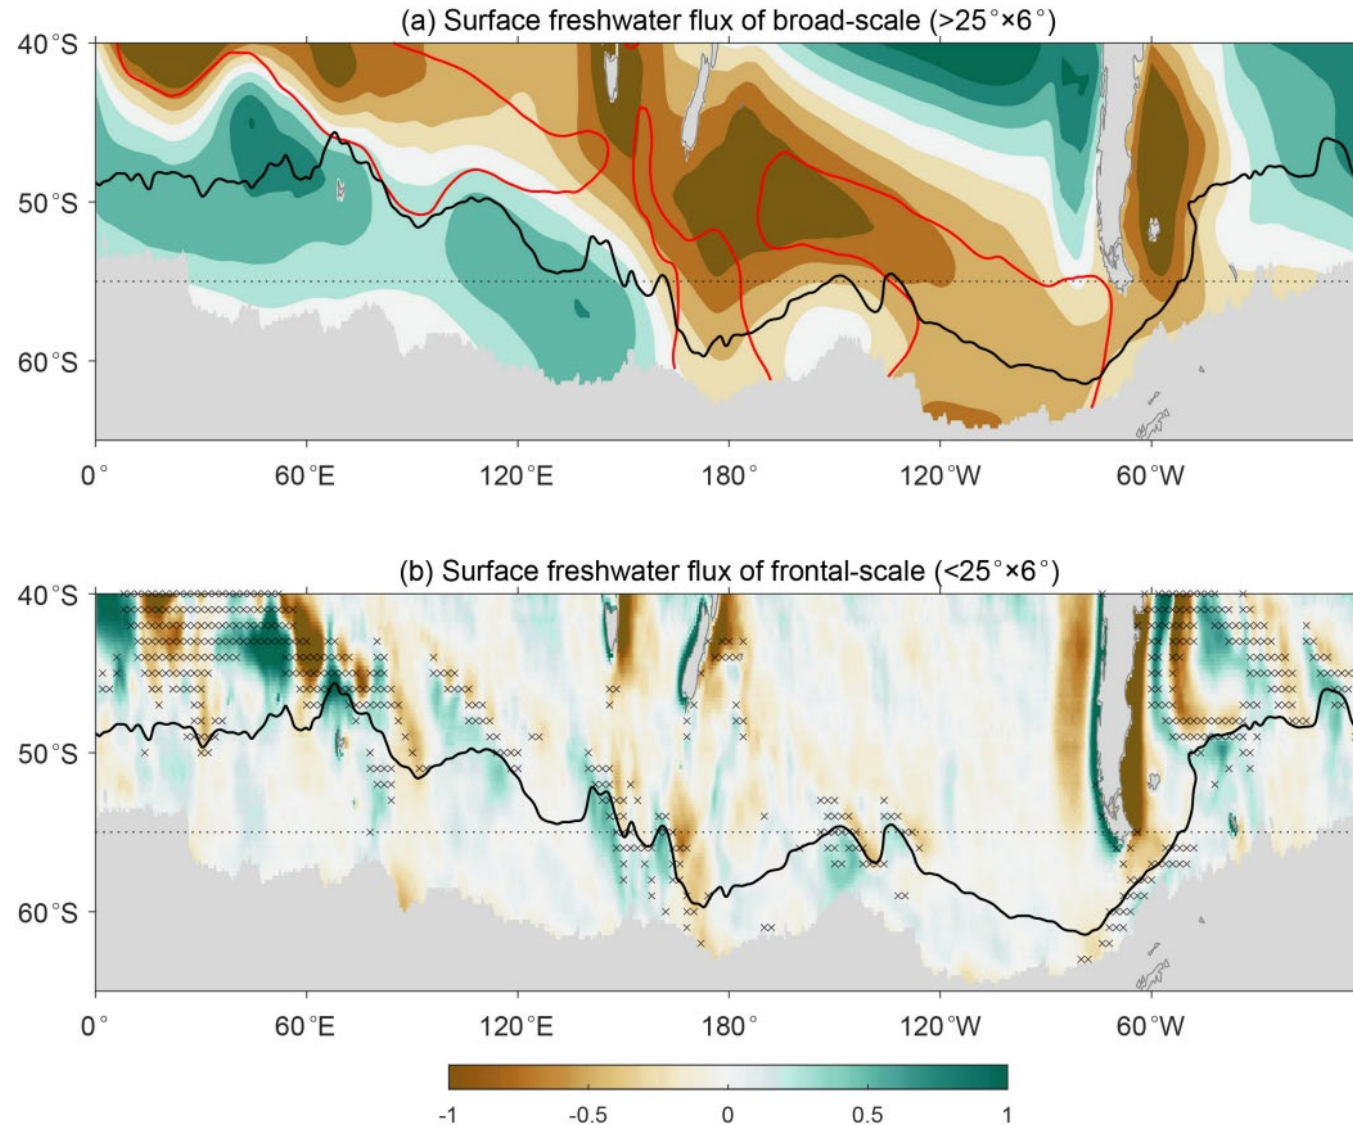 (a) Surface freshwater flux of broad-scale (>25°×6°)
40°S
50°S
60°S
0° 60°E 120°E 180° 120°W 60°W
(b) Surface freshwater flux of frontal-scale (<25°×6°)
40°S
50°S
60°S
0° 60°E 120°E 180° 120°W 60°W
-1 -0.5 0 0.5 1